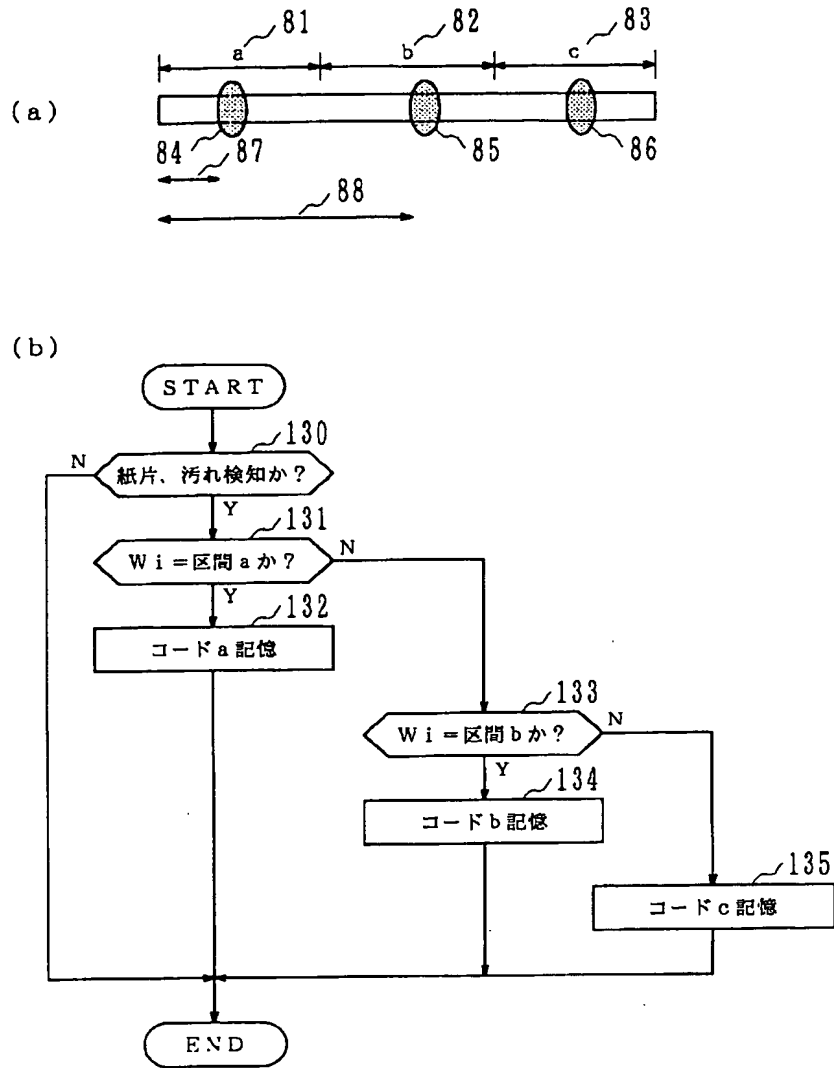 81 82 83
a b c
(a)
84 87 85 86
88
(b)
START
130
N 紙片、汚れ検知か?
Y
131
Wi=区間aか? N
Y
132
コードa記憶
133
Wi=区間bか? N
Y
134
コードb記憶
135
コードc記憶
END